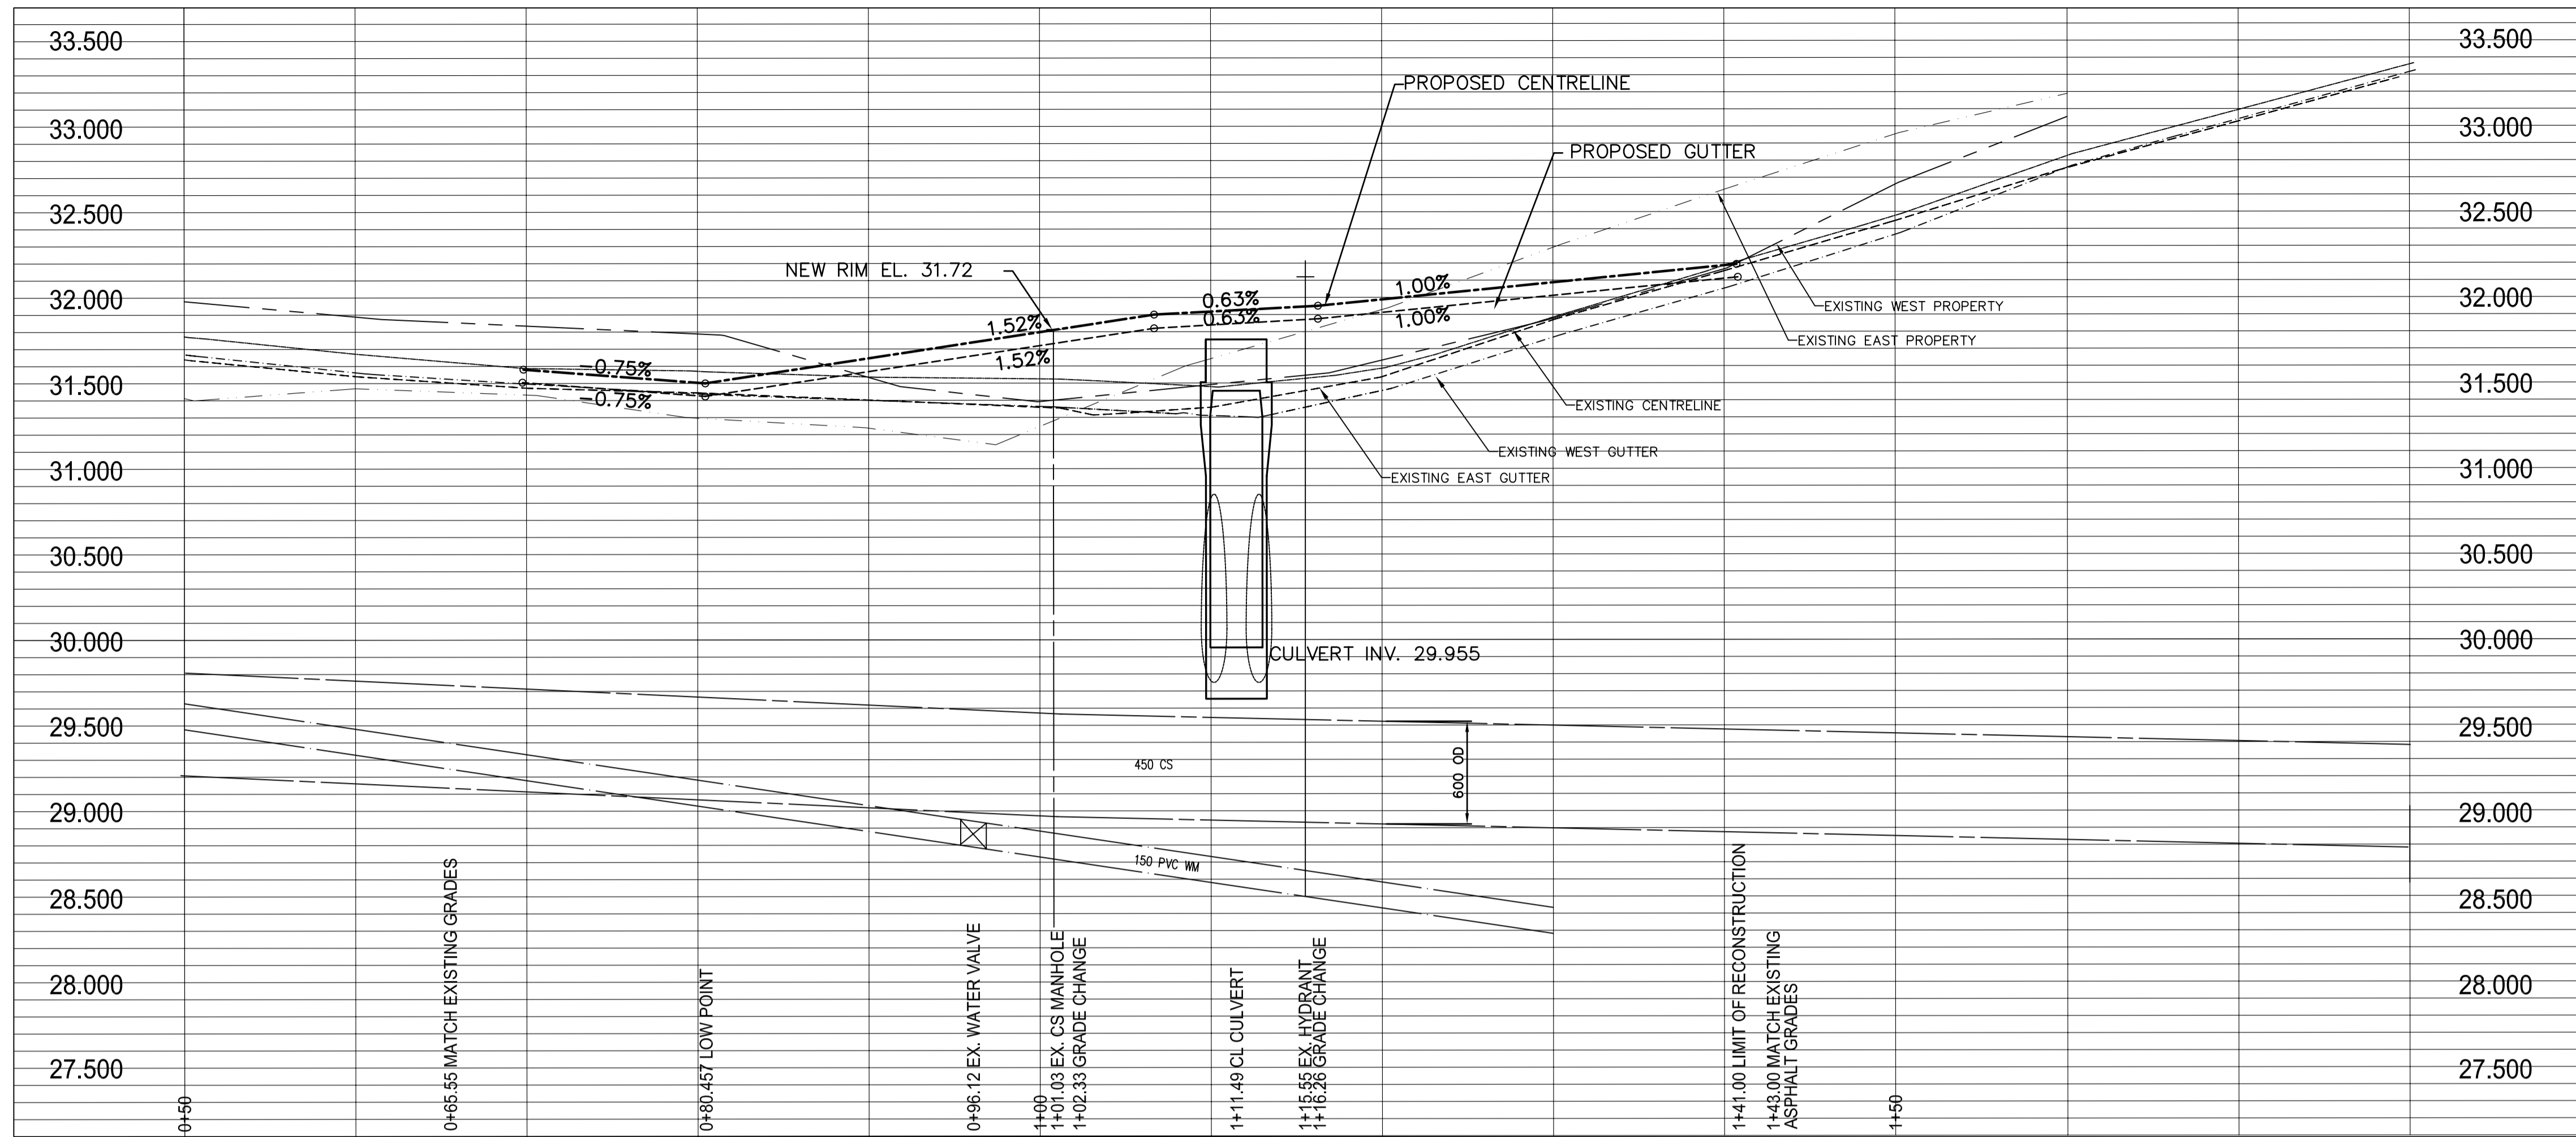 33.500
33.500
PROPOSED CENTRELINE
33.000
33.000
PROPOSED GUTTER
32.500
32.500
NEW RIM EL. 31.72
32.000
32.000
1.00%
0.63%
EXISTING WEST PROPERTY
1.52%
0.63%
1.00%
EXISTING EAST PROPERTY
1.52%
-0.75%
31.500
31.500
-0.75%
EXISTING CENTRELINE
EXISTING WEST GUTTER
31.000
31.000
EXISTING EAST GUTTER
30.500
30.500
30.000
30.000
CULVERT INV. 29.955
29.500
29.500
450 CS
600 OD
29.000
29.000
150 PVC WM
28.500
28.500
28.000
28.000
27.500
27.500
0+50
0+65.55 MATCH EXISTING GRADES
0+80.457 LOW POINT
0+96.12 EX. WATER VALVE
1+00
1+01.03 EX. CS MANHOLE
1+02.33 GRADE CHANGE
1+11.49 CL CULVERT
1+15.55 EX. HYDRANT
1+16.26 GRADE CHANGE
1+41.00 LIMIT OF RECONSTRUCTION
1+43.00 MATCH EXISTING
ASPHALT GRADES
1+50